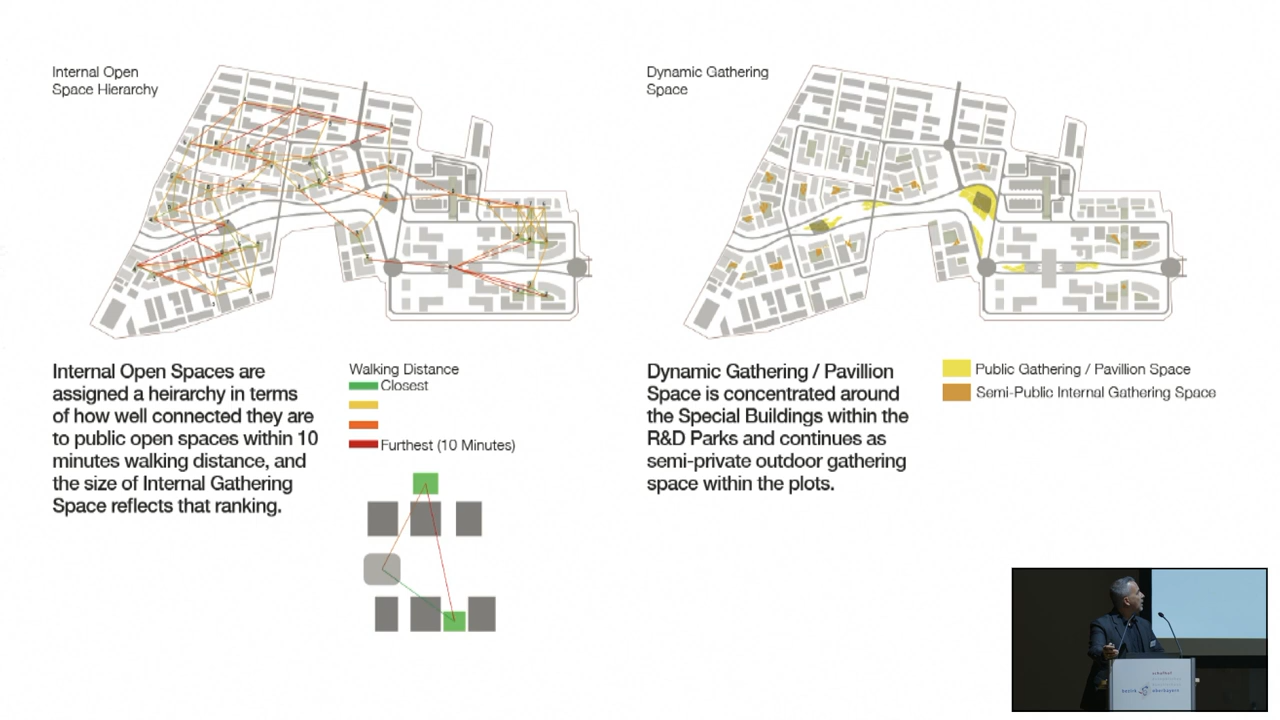 Internal Open
Space Hierarchy
Internal Open Spaces are
assigned a heirarchy in terms
of how well connected they are
to public open spaces within 10
minutes walking distance, and
the size of Internal Gathering
Space reflects that ranking.
Walking Distance
Closest
Furthest (10 Minutes)
Dynamic Gathering
Space
Dynamic Gathering / Pavillion
Space is concentrated around
the Special Buildings within the
R&D Parks and continues as
semi-private outdoor gathering
space within the plots.
Public Gathering / Pavillion Space
Semi-Public Internal Gathering Space
bezirk oberbayern